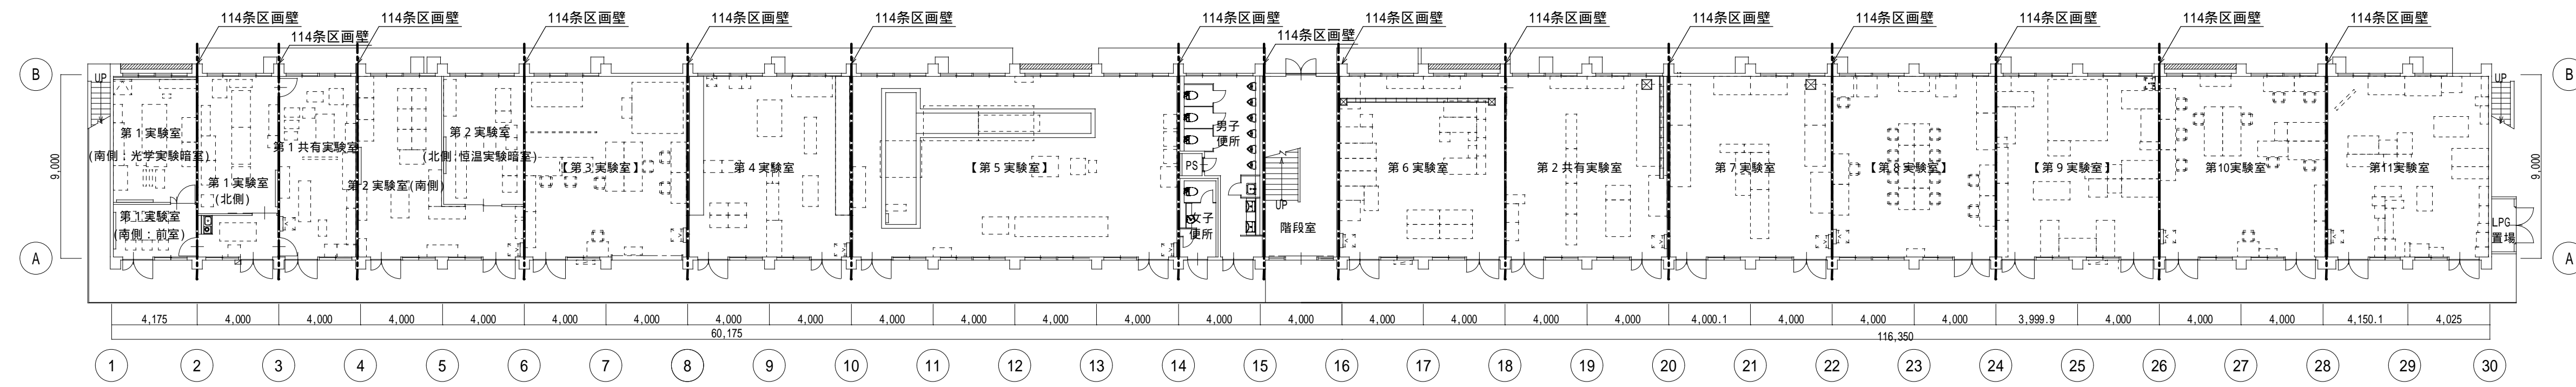 114条区画壁 114条区画壁 114条区画壁 114条区画壁 114条区画壁 114条区画壁 114条区画壁 114条区画壁 114条区画壁 114条区画壁 114条区画壁 114条区画壁 114条区画壁
114条区画壁 114条区画壁
B B
UP UP
第1実験室
(南側:光学実験暗室)
第1実験室
(南側:前室)
第1実験室
(北側)
第1共有実験室
第2実験室(南側)
第2実験室
(北側:恒温実験暗室)
【第3実験室】
第4実験室
【第5実験室】
男子
便所
PS
女子
便所
UP
階段室
第6実験室
第2共有実験室
第7実験室
【第8実験室】
【第9実験室】
第10実験室
第11実験室
LPG
置場
9,000 9,000
A A
4,175 4,000 4,000 4,000 4,000 4,000 4,000 4,000 4,000 4,000 4,000 4,000 4,000 4,000 4,000 4,000 4,000 4,000 4,000 4,000.1 4,000 4,000 4,000 3,999.9 4,000 4,000 4,000 4,150.1 4,025
60,175 116,350
1 2 3 4 5 6 7 8 9 10 11 12 13 14 15 16 17 18 19 20 21 22 23 24 25 26 27 28 29 30